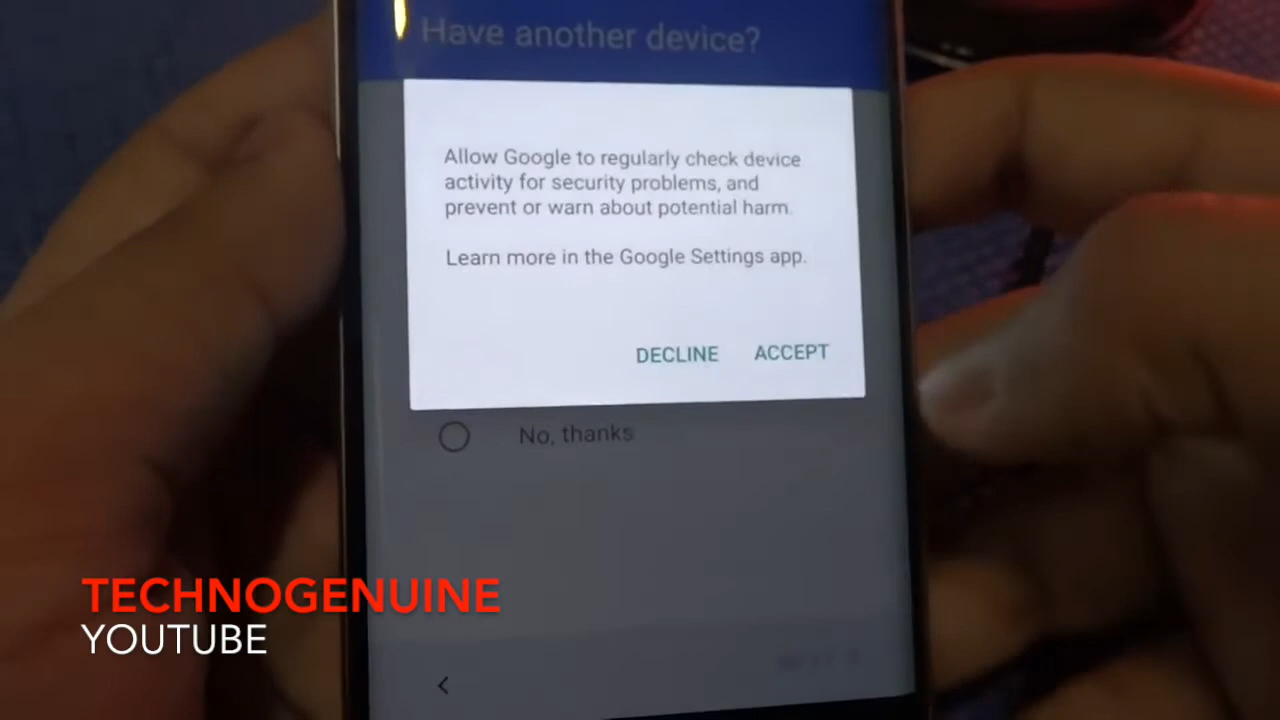 Have another device?
Allow Google to regularly check device
activity for security problems, and
prevent or warn about potential harm.
Learn more in the Google Settings app.
DECLINE ACCEPT
No, thanks
TECHNOGENUINE
YOUTUBE